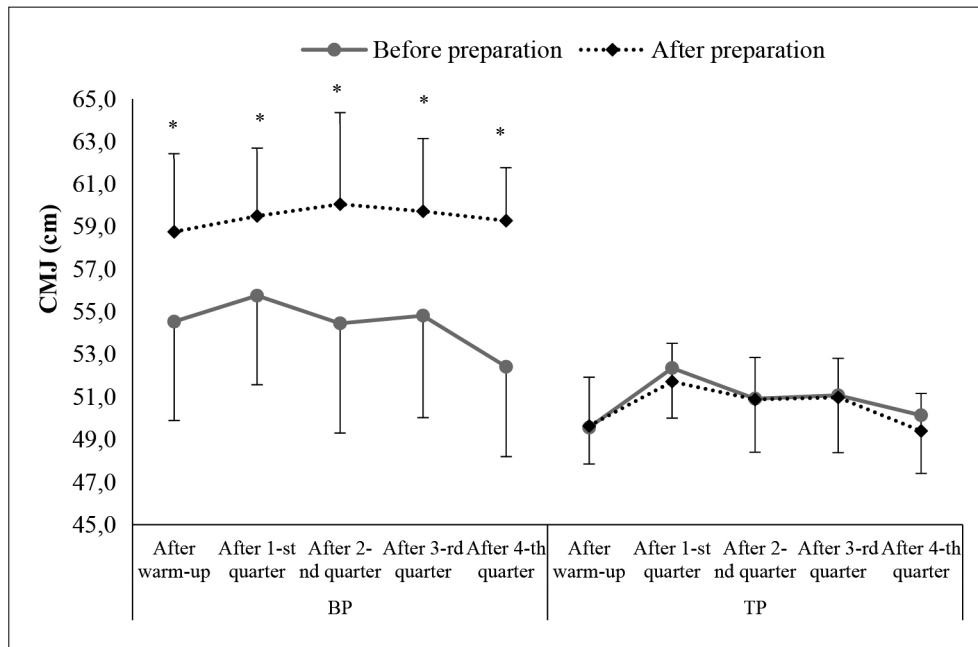 Before preparation After preparation
* * * * *
CMJ (cm)
65,0
63,0
61,0
59,0
57,0
55,0
53,0
51,0
49,0
47,0
45,0
After warm-up
After 1-st quarter
After 2-nd quarter
After 3-rd quarter
After 4-th quarter
After warm-up
After 1-st quarter
After 2-nd quarter
After 3-rd quarter
After 4-th quarter
BP TP